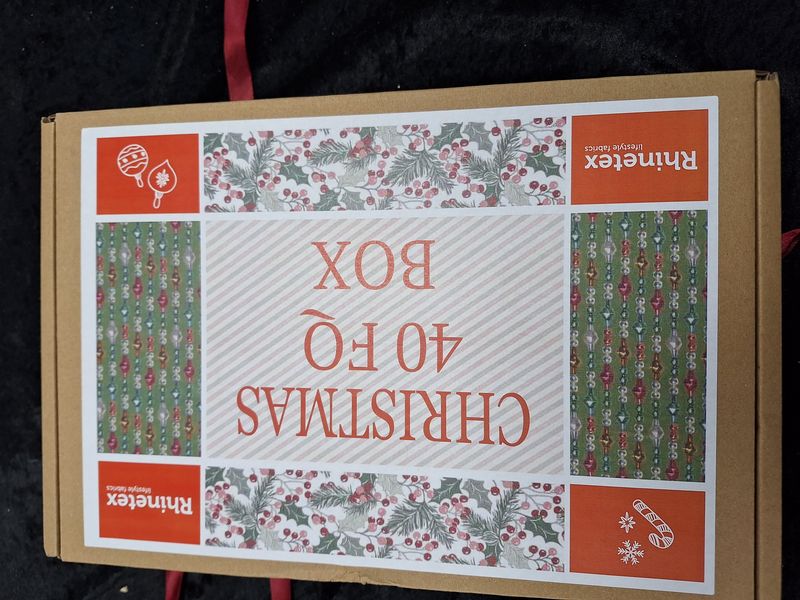 Rhinetex
lifestyle fabrics
CHRISTMAS
40 FQ
BOX
Rhinetex
lifestyle fabrics